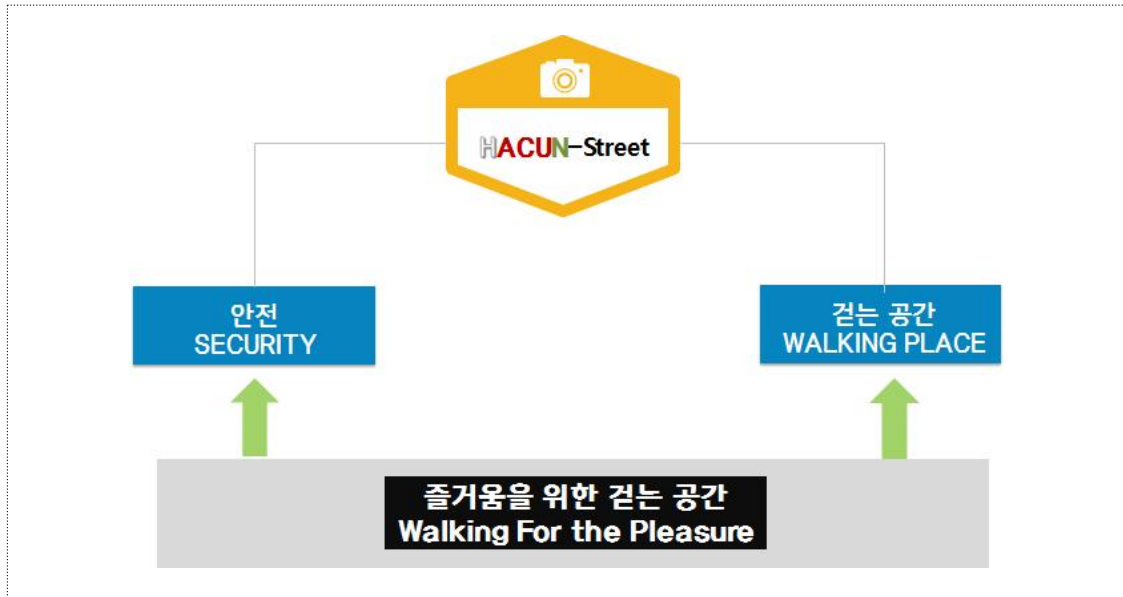 HACUN-Street
안전
SECURITY
걷는 공간
WALKING PLACE
즐거움을 위한 걷는 공간
Walking For the Pleasure